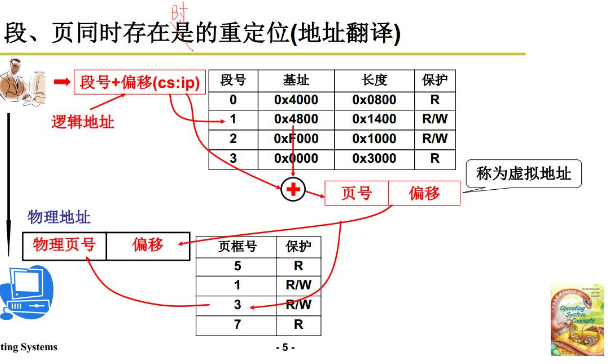 时
段、页同时存在是的重定位(地址翻译)
段号+偏移(cs:ip)
逻辑地址
段号 基址 长度 保护
0 0x4000 0x0800 R
1 0x4800 0x1400 R/W
2 0xF000 0x1000 R/W
3 0x0000 0x3000 R
称为虚拟地址
页号 偏移
物理地址
物理页号 偏移
页框号 保护
5 R
1 R/W
3 R/W
7 R
Operating
System
Concepts
ting Systems
- 5 -